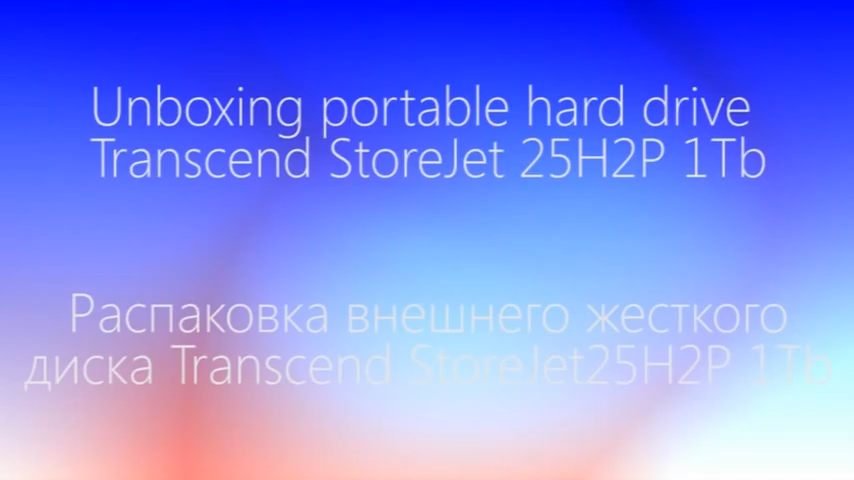 Unboxing portable hard drive
Transcend StoreJet 25H2P 1Tb
Распаковка внешнего жесткого
диска Transcend StoreJet25H2P 1Tb